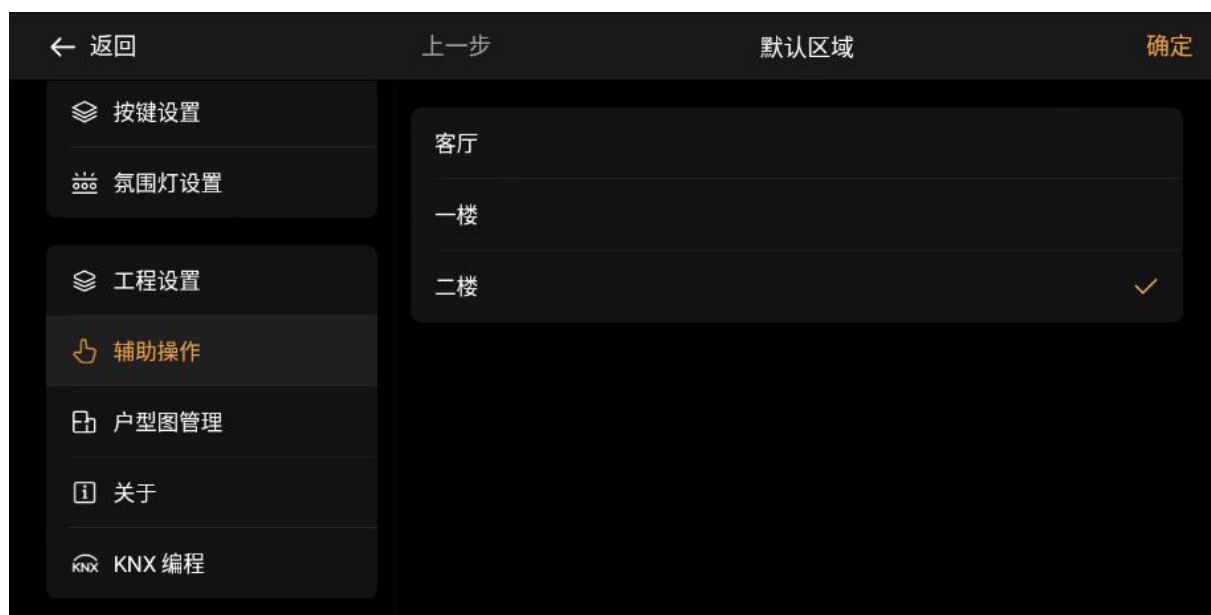 返回
上一步
默认区域
确定
按键设置
氛围灯设置
工程设置
辅助操作
户型图管理
关于
KNX 编程
客厅
一楼
二楼